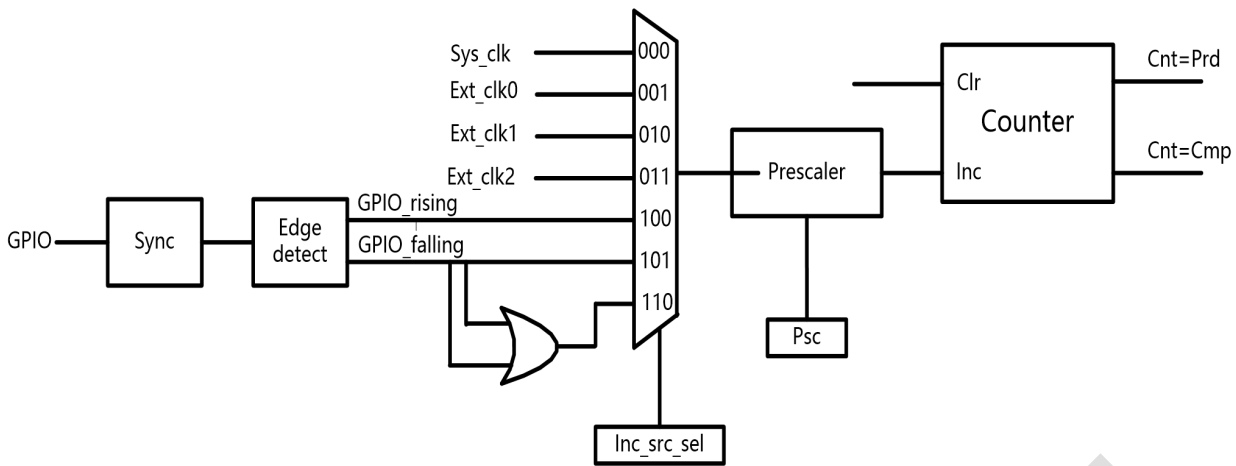 Sys_clk
000
Ext_clk0
001
Ext_clk1
010
Ext_clk2
011
GPIO_rising
100
GPIO_falling
101
110
GPIO
Sync
Edge
detect
Prescaler
Psc
Inc_src_sel
Clr
Counter
Inc
Cnt=Prd
Cnt=Cmp